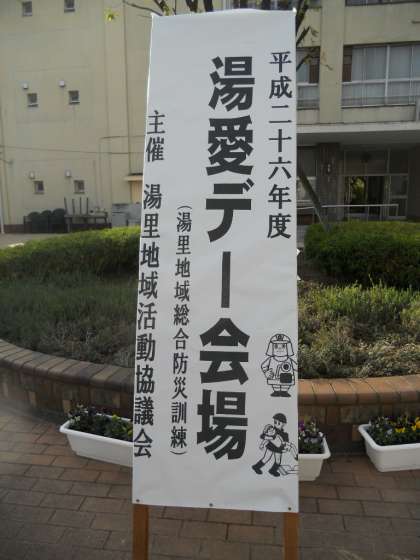 平成二十六年度
湯愛デー会場
(湯里地域総合防災訓練)
主催 湯里地域活動協議会